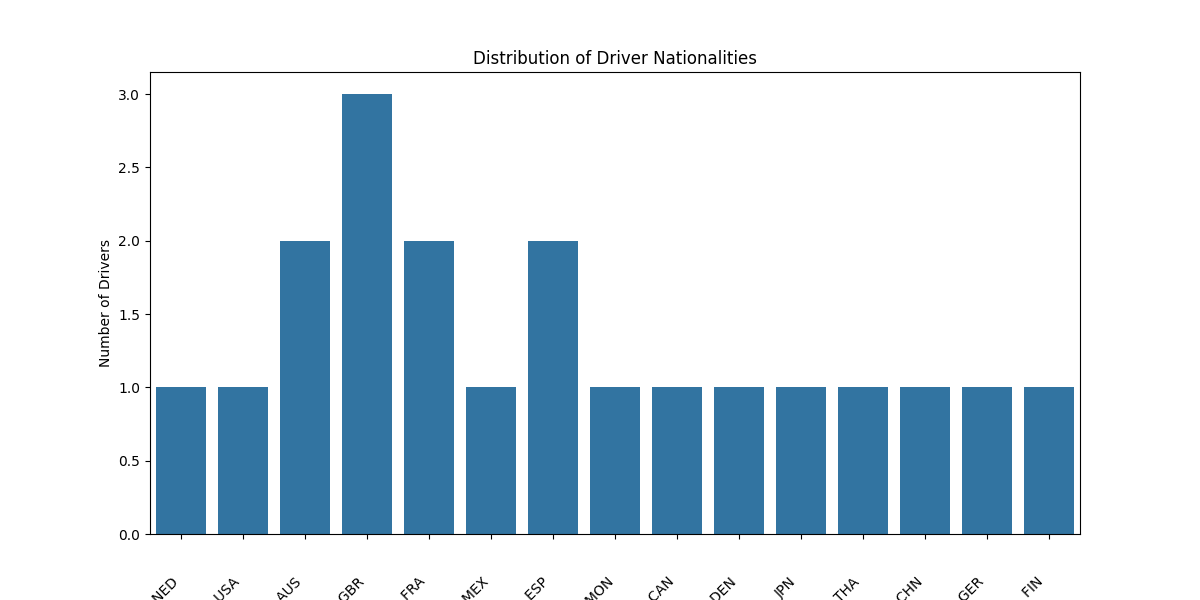 Distribution of Driver Nationalities
Number of Drivers
3.0
2.5
2.0
1.5
1.0
0.5
0.0
NED
USA
AUS
GBR
FRA
MEX
ESP
MON
CAN
DEN
JPN
THA
CHN
GER
FIN